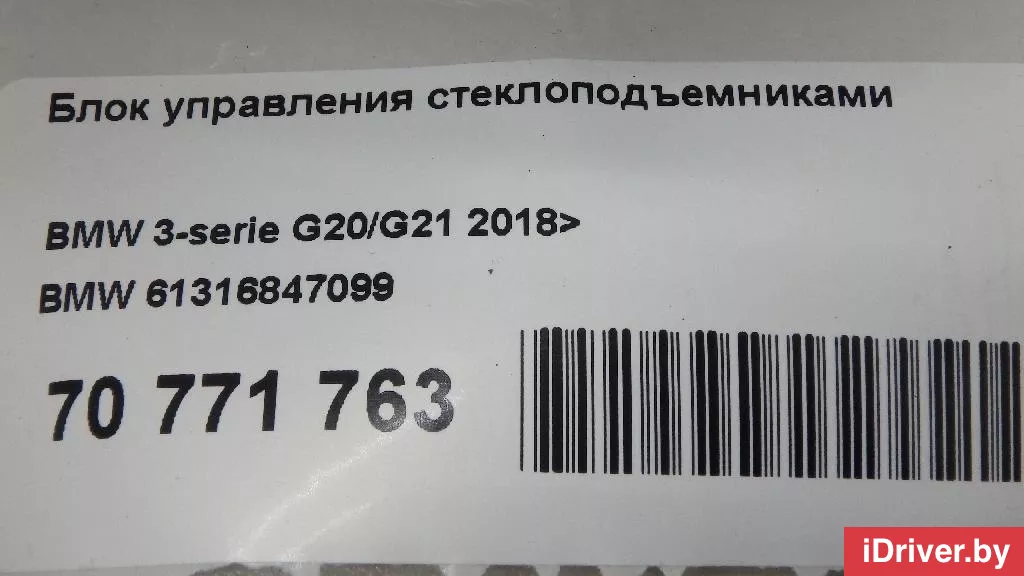 Блок управления стеклоподъемниками
BMW 3-serie G20/G21 2018>
BMW 61316847099
70 771 763
iDriver.by